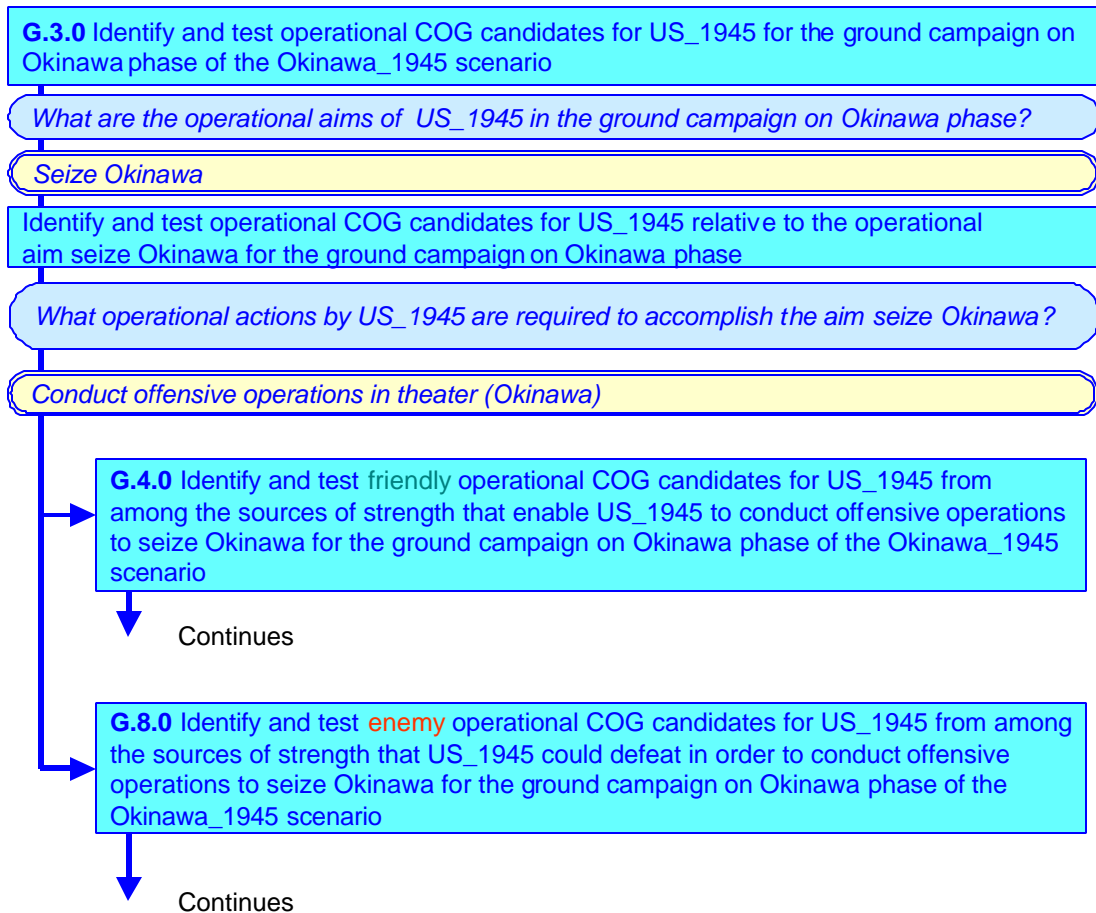 G.3.0 Identify and test operational COG candidates for US_1945 for the ground campaign on
Okinawa phase of the Okinawa_1945 scenario
What are the operational aims of US_1945 in the ground campaign on Okinawa phase?
Seize Okinawa
Identify and test operational COG candidates for US_1945 relative to the operational
aim seize Okinawa for the ground campaign on Okinawa phase
What operational actions by US_1945 are required to accomplish the aim seize Okinawa?
Conduct offensive operations in theater (Okinawa)
G.4.0 Identify and test friendly operational COG candidates for US_1945 from
among the sources of strength that enable US_1945 to conduct offensive operations
to seize Okinawa for the ground campaign on Okinawa phase of the Okinawa_1945
scenario
Continues
G.8.0 Identify and test enemy operational COG candidates for US_1945 from among
the sources of strength that US_1945 could defeat in order to conduct offensive
operations to seize Okinawa for the ground campaign on Okinawa phase of the
Okinawa_1945 scenario
Continues